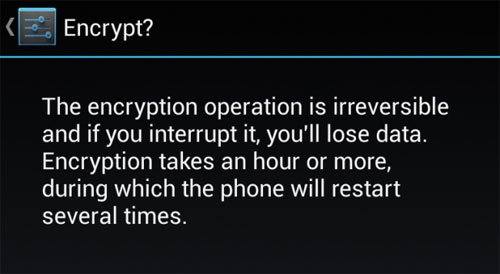 Encrypt?
The encryption operation is irreversible
and if you interrupt it, you'll lose data.
Encryption takes an hour or more,
during which the phone will restart
several times.